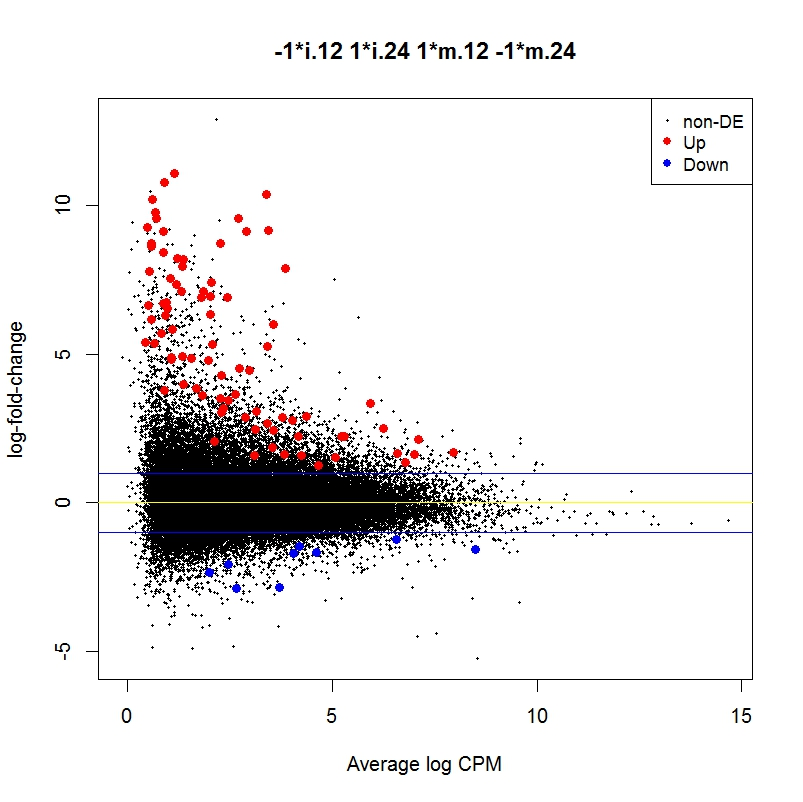 -1*i.12 1*i.24 1*m.12 -1*m.24
non-DE
Up
Down
10
5
0
-5
log-fold-change
0 5 10 15
Average log CPM